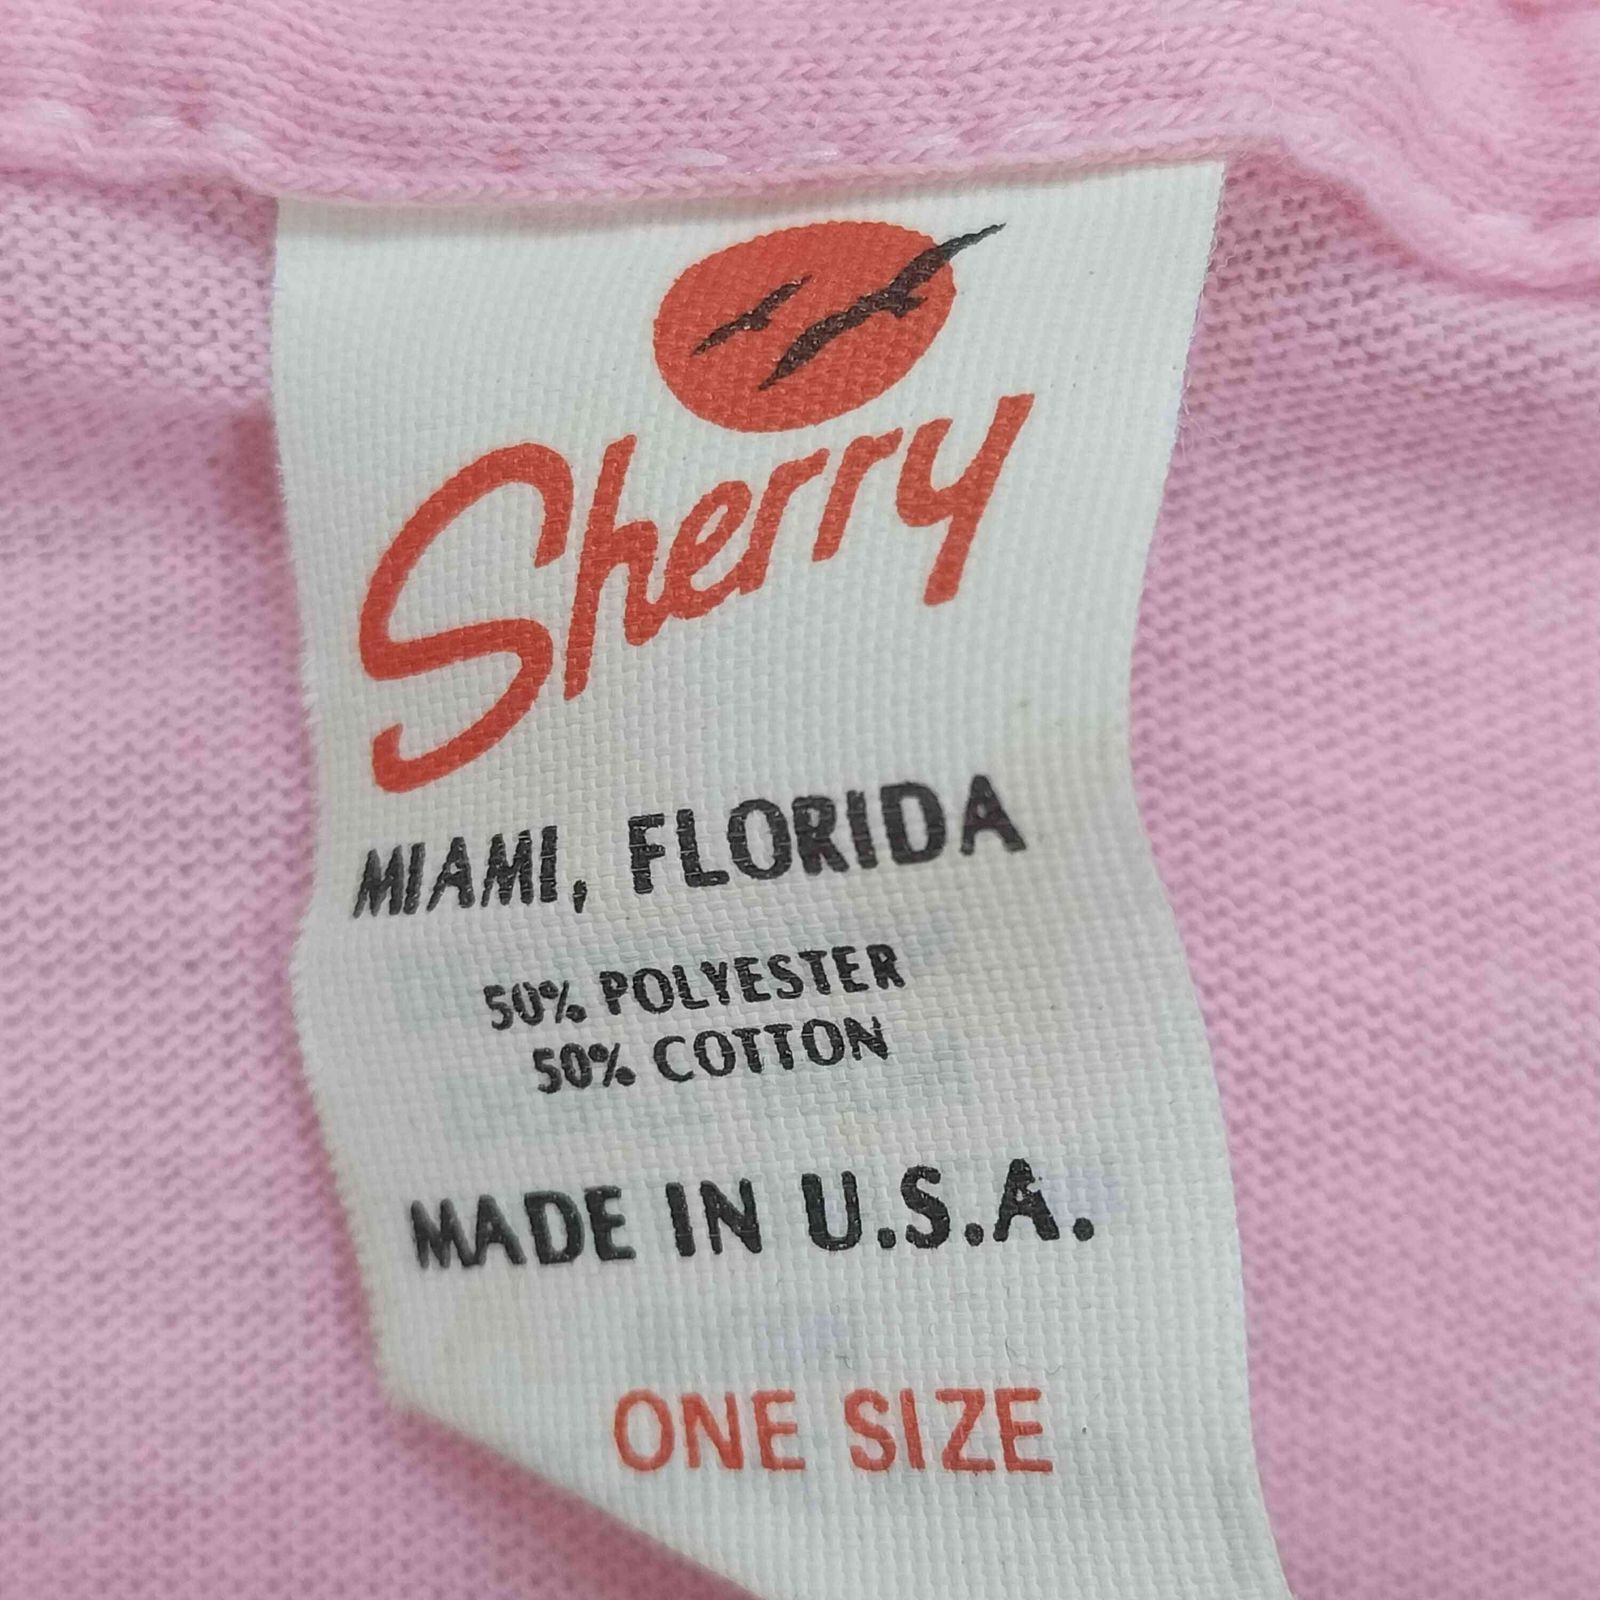 Sherry
MIAMI, FLORIDA
50% POLYESTER
50% COTTON
MADE IN U.S.A.
ONE SIZE